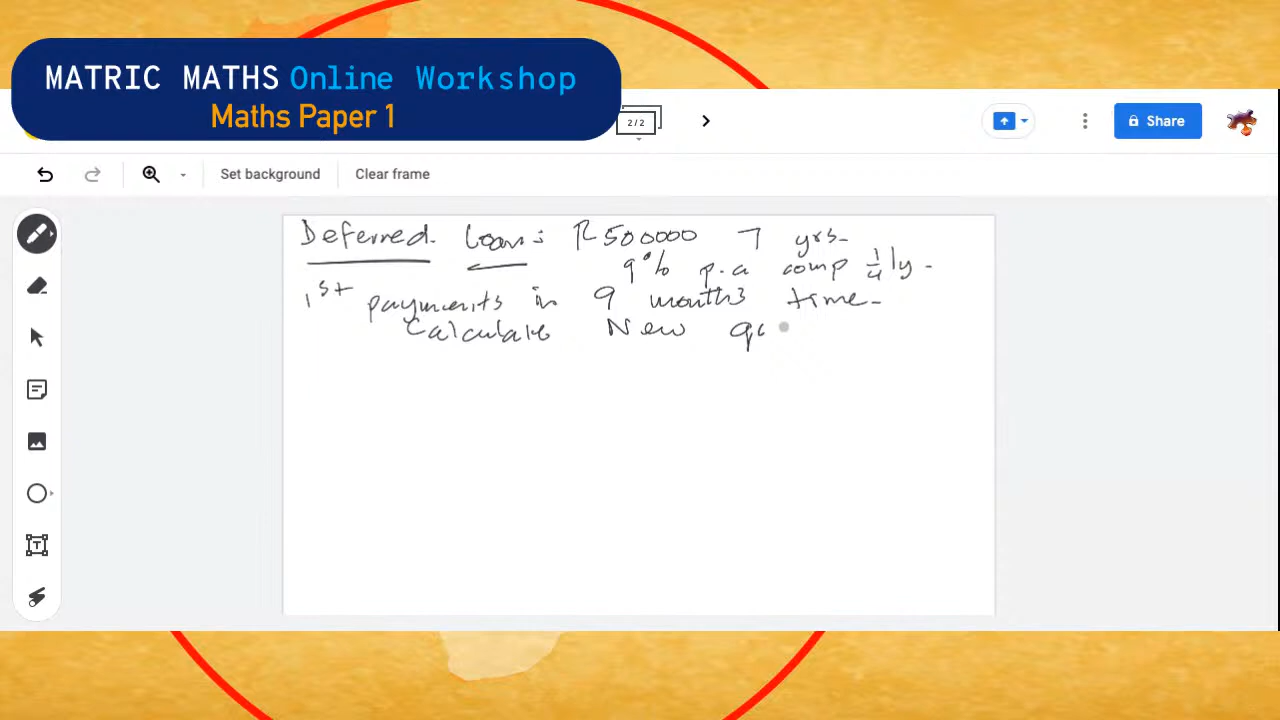 MATRIC MATHS Online Workshop
Maths Paper 1
2/2
Share
Set background
Clear frame
Deferred. Loan: R500000 7 yrs.
9% p.a comp 1/4 ly.
1st payments in 9 months time.
Calculate New qu